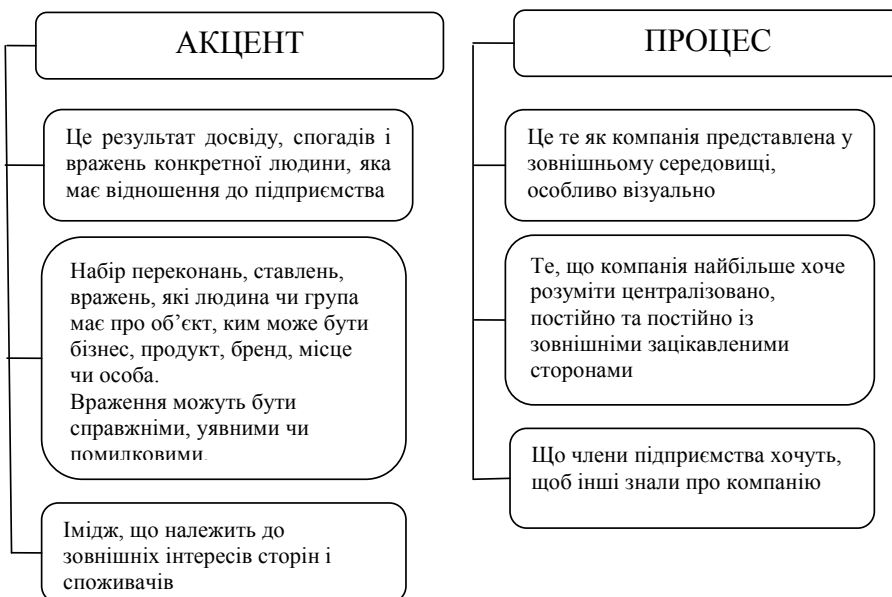 АКЦЕНТ
Це результат досвіду, спогадів і
вражень конкретної людини, яка
має відношення до підприємства
Набір переконань, ставлень,
вражень, які людина чи група
має про об’єкт, ким може бути
бізнес, продукт, бренд, місце
чи особа.
Враження можуть бути
справжніми, уявними чи
помилковими.
Імідж, що належить до
зовнішніх інтересів сторін і
споживачів
ПРОЦЕС
Це те як компанія представлена у
зовнішньому середовищі,
особливо візуально
Те, що компанія найбільше хоче
розуміти централізовано,
постійно та постійно із
зовнішніми зацікавленими
сторонами
Що члени підприємства хочуть,
щоб інші знали про компанію